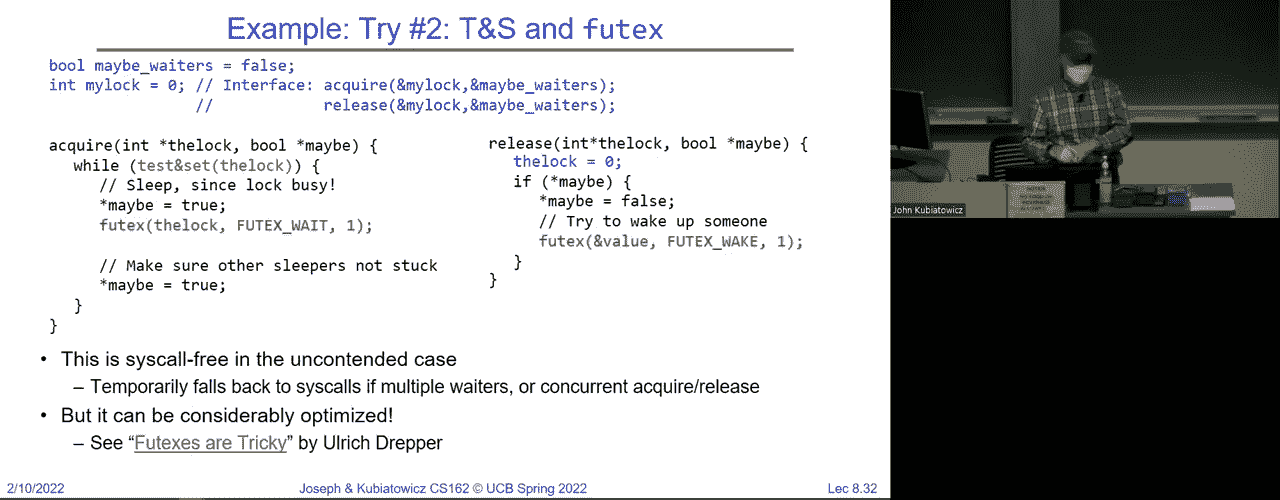 Example: Try #2: T&S and futex
bool maybe_waiters = false;
int mylock = 0; // Interface: acquire(&mylock,&maybe_waiters);
// release(&mylock,&maybe_waiters);
acquire(int *thelock, bool *maybe) {
while (test&set(thelock)) {
// Sleep, since lock busy!
*maybe = true;
futex(thelock, FUTEX_WAIT, 1);
// Make sure other sleepers not stuck
*maybe = true;
}
}
release(int*thelock, bool *maybe) {
thelock = 0;
if (*maybe) {
*maybe = false;
// Try to wake up someone
futex(&value, FUTEX_WAKE, 1);
}
}
• This is syscall-free in the uncontended case
– Temporarily falls back to syscalls if multiple waiters, or concurrent acquire/release
• But it can be considerably optimized!
– See “Futexes are Tricky” by Ulrich Drepper
2/10/2022
Joseph & Kubiatowicz CS162 © UCB Spring 2022
Lec 8.32
John Kubiatowicz